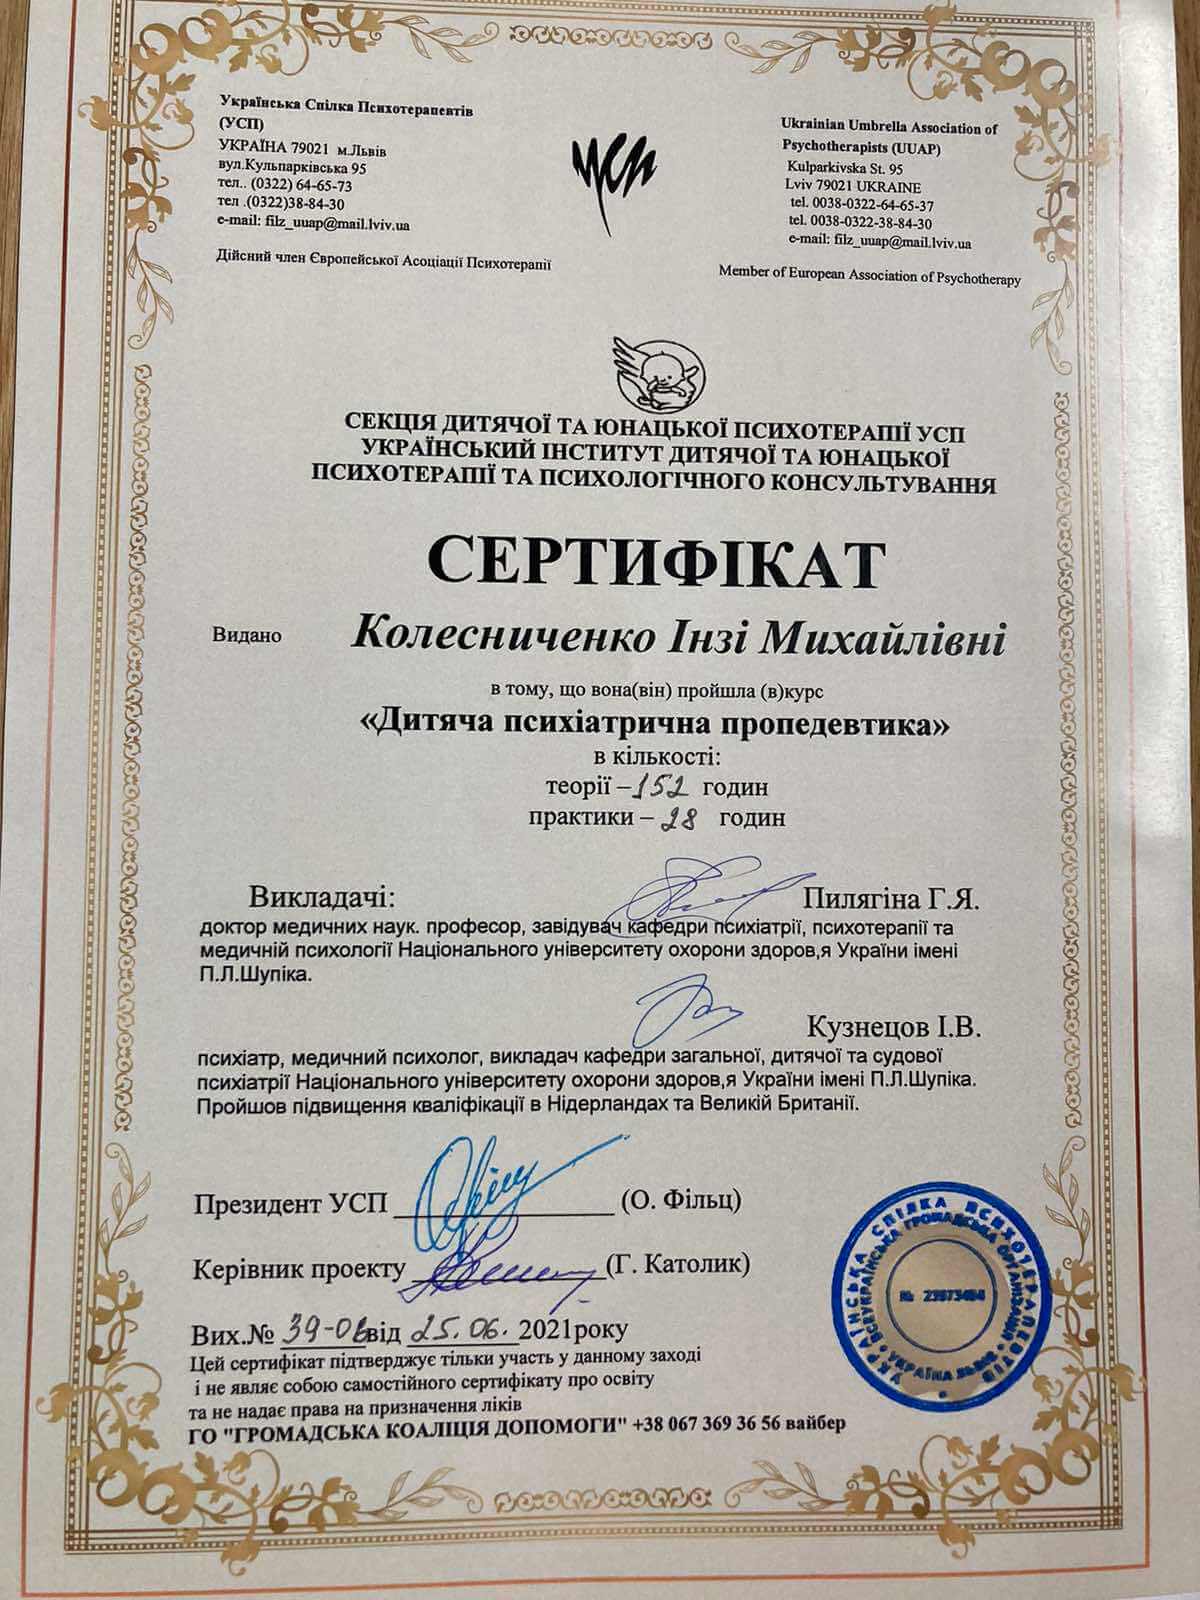 Українська Спілка Психотерапевтів
(УСП)
УКРАЇНА 79021 м.Львів
вул.Кульпарківська 95
тел.. (0322) 64-65-73
тел .(0322)38-84-30
e-mail: filz_uuap@mail.lviv.ua
Дійсний член Європейської Асоціації Психотерапії
усп
Ukrainian Umbrella Association of
Psychotherapists (UUAP)
Kulparkivska St. 95
Lviv 79021 UKRAINE
tel. 0038-0322-64-65-37
tel. 0038-0322-38-84-30
e-mail: filz_uuap@mail.lviv.ua
Member of European Association of Psychotherapy
СЕКЦІЯ ДИТЯЧОЇ ТА ЮНАЦЬКОЇ ПСИХОТЕРАПІЇ УСП
УКРАЇНСЬКИЙ ІНСТИТУТ ДИТЯЧОЇ ТА ЮНАЦЬКОЇ
ПСИХОТЕРАПІЇ ТА ПСИХОЛОГІЧНОГО КОНСУЛЬТУВАННЯ
СЕРТИФІКАТ
Видано Колесниченко Інзі Михайлівні
в тому, що вона(він) пройшла (в)курс
«Дитяча психіатрична пропедевтика»
в кількості:
теорії –152 годин
практики – 28 годин
Викладачі: Пилягіна Г.Я.
доктор медичних наук. професор, завідувач кафедри психіатрії, психотерапії та
медичній психології Національного університету охорони здоров,я України імені
П.Л.Шупіка.
Кузнецов І.В.
психіатр, медичний психолог, викладач кафедри загальної, дитячої та судової
психіатрії Національного університету охорони здоров,я України імені П.Л.Шупіка.
Пройшов підвищення кваліфікації в Нідерландах та Великій Британії.
Президент УСП (О. Фільц)
Керівник проекту (Г. Католик)
Вих.№ 39-06 від 25.06. 2021року
Цей сертифікат підтверджує тільки участь у данному заході
і не являє собою самостійного сертифікату про освіту
та не надає права на призначення ліків
ГО "ГРОМАДСЬКА КОАЛІЦІЯ ДОПОМОГИ" +38 067 369 36 56 вайбер
УКРАЇНСЬКА СПІЛКА ПСИХОТЕРАПЕВТІВ
ВСЕУКРАЇНСЬКА ГРОМАДСЬКА ОРГАНІЗАЦІЯ
УКРАЇНА